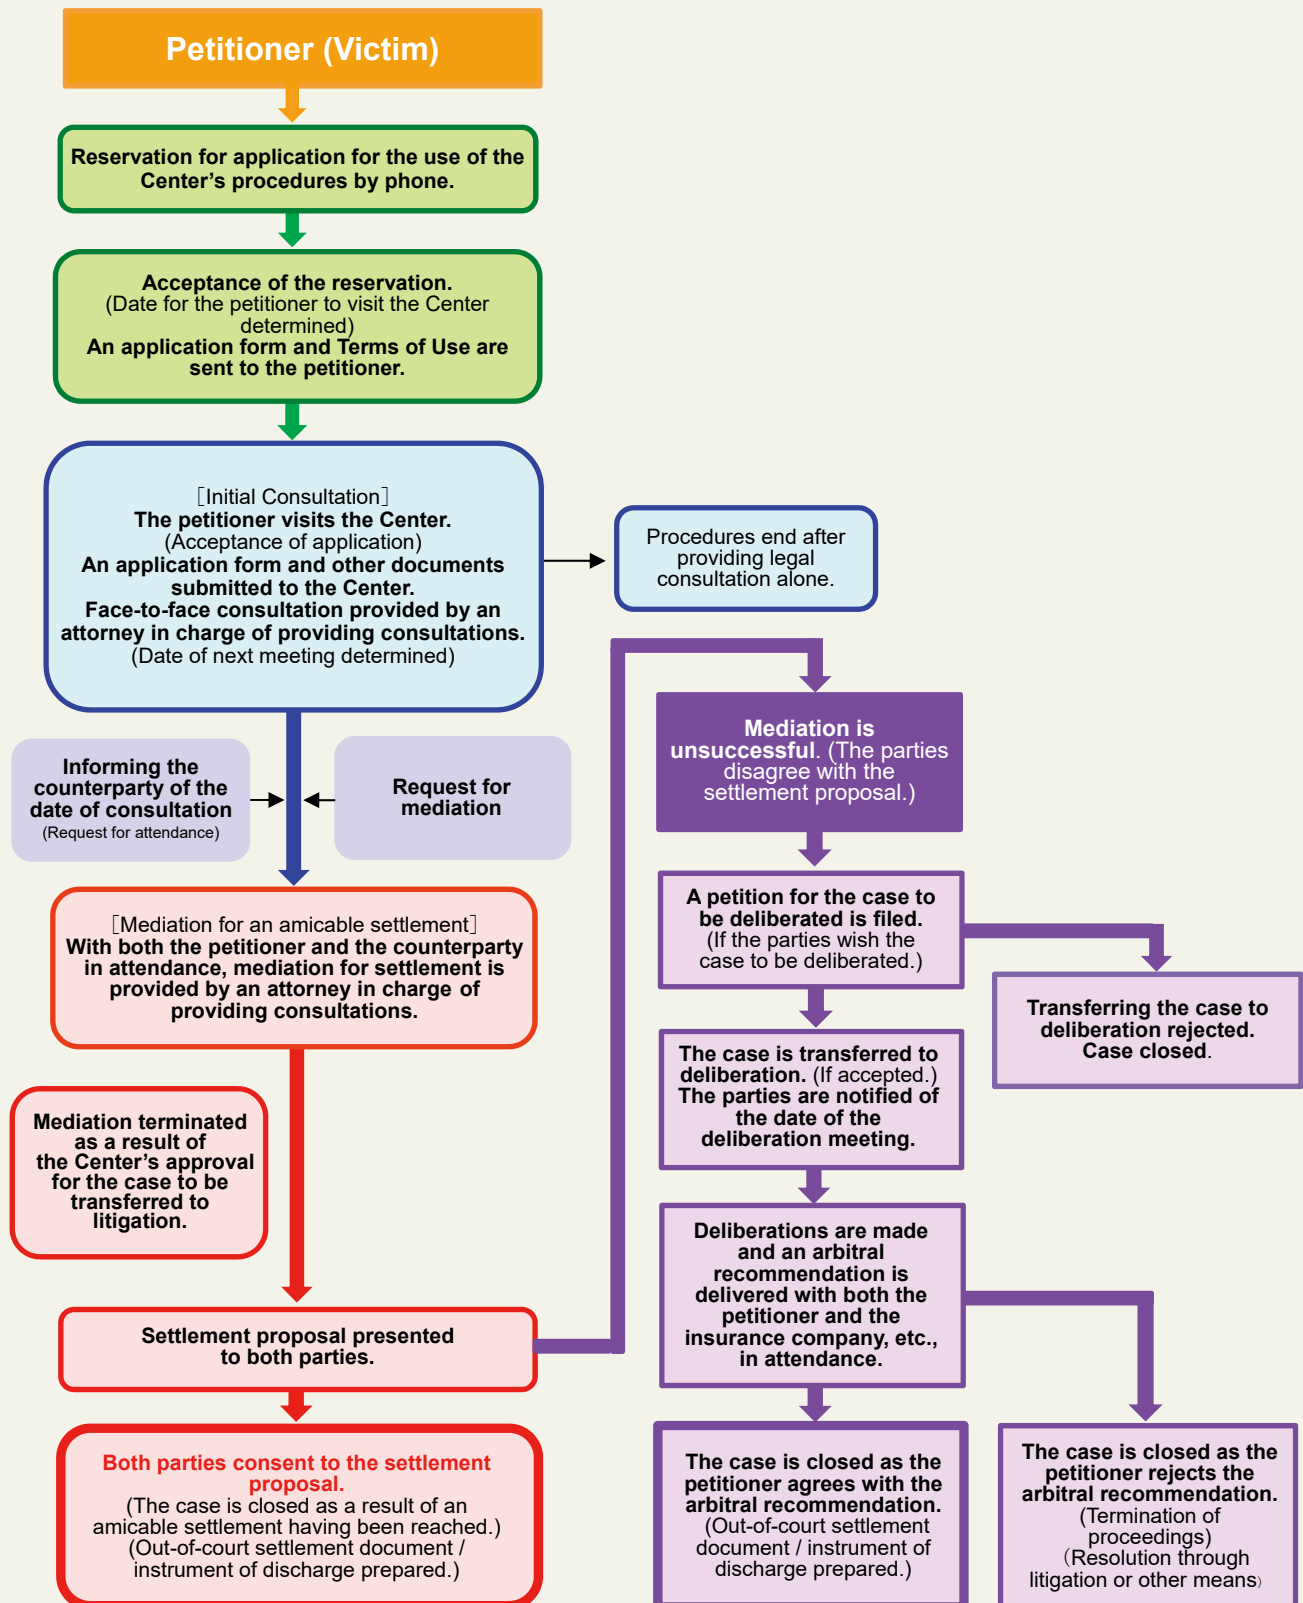 Petitioner (Victim)
Reservation for application for the use of the
Center’s procedures by phone.
Acceptance of the reservation.
(Date for the petitioner to visit the Center
determined)
An application form and Terms of Use are
sent to the petitioner.
［Initial Consultation］
The petitioner visits the Center.
(Acceptance of application)
An application form and other documents
submitted to the Center.
Face-to-face consultation provided by an
attorney in charge of providing consultations.
(Date of next meeting determined)
Procedures end after
providing legal
consultation alone.
Informing the
counterparty of the
date of consultation
(Request for attendance)
Request for
mediation
［Mediation for an amicable settlement］
With both the petitioner and the counterparty
in attendance, mediation for settlement is
provided by an attorney in charge of
providing consultations.
Mediation terminated
as a result of
the Center’s approval
for the case to be
transferred to
litigation.
Settlement proposal presented
to both parties.
Both parties consent to the settlement
proposal.
(The case is closed as a result of an
amicable settlement having been reached.)
(Out-of-court settlement document /
instrument of discharge prepared.)
Mediation is
unsuccessful. (The parties
disagree with the
settlement proposal.)
A petition for the case to
be deliberated is filed.
(If the parties wish the
case to be deliberated.)
Transferring the case to
deliberation rejected.
Case closed.
The case is transferred to
deliberation. (If accepted.)
The parties are notified of
the date of the
deliberation meeting.
Deliberations are made
and an arbitral
recommendation is
delivered with both the
petitioner and the
insurance company, etc.,
in attendance.
The case is closed as the
petitioner agrees with the
arbitral recommendation.
(Out-of-court settlement
document / instrument of
discharge prepared.)
The case is closed as the
petitioner rejects the
arbitral recommendation.
(Termination of
proceedings)
（Resolution through
litigation or other means）